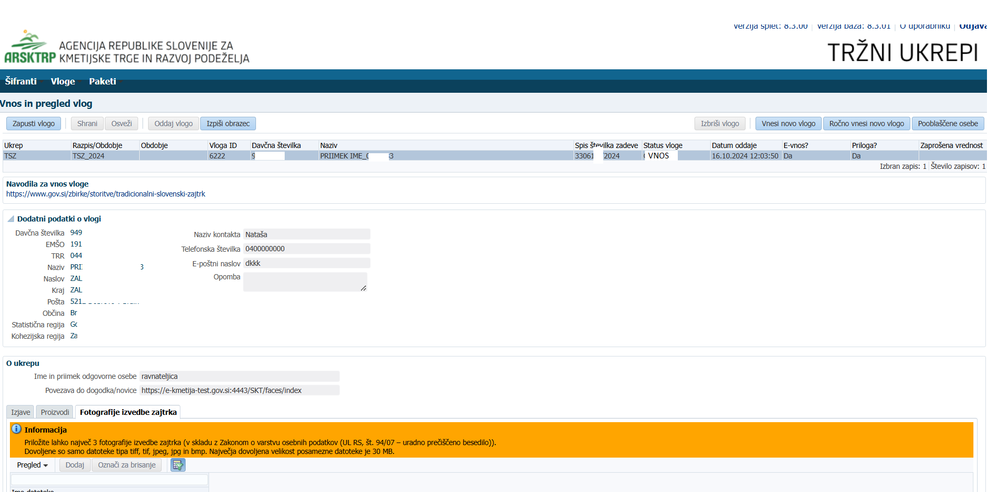 Verzija splet: 8.3.00 Verzija baza: 8.3.01 O uporabniku Odjava
AGENCIJA REPUBLIKE SLOVENIJE ZA
ARSKTRP KMETIJSKE TRGE IN RAZVOJ PODEŽELJA
TRŽNI UKREPI
Šifranti Vloge Paketi
Vnos in pregled vlog
Zapusti vlogo Shrani Osveži Oddaj vlogo Izpiši obrazec Izbriši vlogo Vnesi novo vlogo Ročno vnesi novo vlogo Pooblaščene osebe
Ukrep Razpis/Obdobje Obdobje Vloga ID Davčna številka Naziv Spis številka zadeve Status vloge Datum oddaje E-vnos? Priloga? Zaprošena vrednost
TSZ TSZ_2024 6222 9 PRIIMEK IME_ 33061 /2024 VNOS 16.10.2024 12:03:50 Da Da
Izbran zapis: 1 Število zapisov: 1
Navodila za vnos vloge
https://www.gov.si/zbirke/storitve/tradicionalni-slovenski-zajtrk
Dodatni podatki o vlogi
Davčna številka 949
EMŠO 191
TRR 044
Naziv PRI 3
Naslov ZAL
Kraj ZAL
Pošta 521
Občina Br
Statistična regija Go
Kohezijska regija Za
Naziv kontakta Nataša
Telefonska številka 0400000000
E-poštni naslov dkkk
Opomba
O ukrepu
Ime in priimek odgovorne osebe ravnateljica
Povezava do dogodka/novice https://e-kmetija-test.gov.si:4443/SKT/faces/index
Izjave Proizvodi Fotografije izvedbe zajtrka
Informacija
Priložite lahko največ 3 fotografije izvedbe zajtrka (v skladu z Zakonom o varstvu osebnih podatkov (UL RS, št. 94/07 – uradno prečiščeno besedilo)).
Dovoljene so samo datoteke tipa tiff, tif, jpeg, jpg in bmp. Največja dovoljena velikost posamezne datoteke je 30 MB.
Pregled Dodaj Označi za brisanje
Ime datoteke